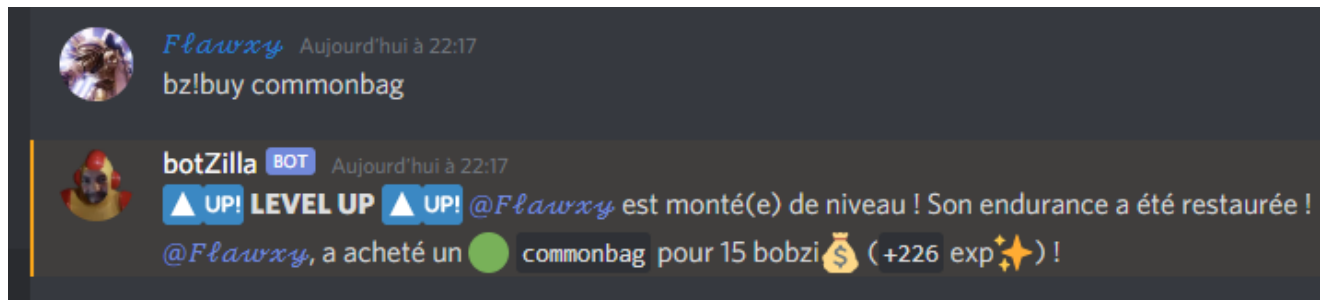 Fℓ𝒶𝓌𝓍𝓎 Aujourd'hui à 22:17
bz!buy commonbag
botZilla BOT Aujourd'hui à 22:17
UP! LEVEL UP UP! @Fℓ𝒶𝓌𝓍𝓎 est monté(e) de niveau ! Son endurance a été restaurée !
@Fℓ𝒶𝓌𝓍𝓎, a acheté un commonbag pour 15 bobzi ( +226 exp ) !